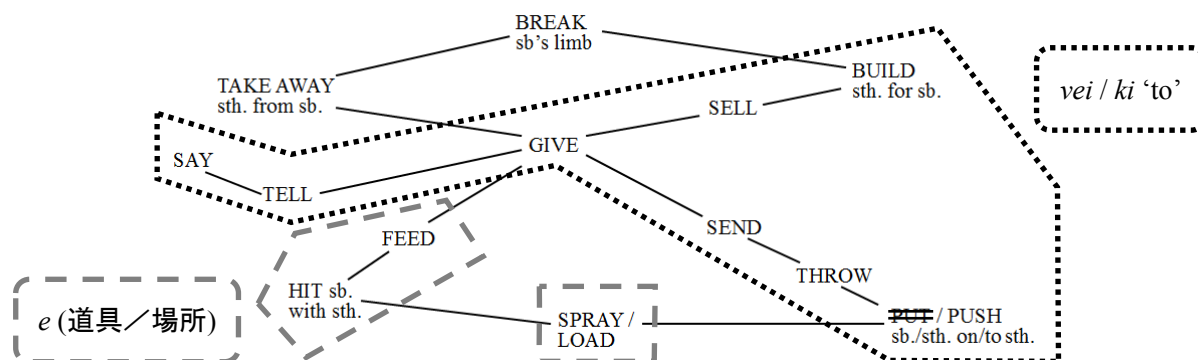 BREAK
sb’s limb
TAKE AWAY
sth. from sb.
BUILD
sth. for sb.
vei / ki ‘to’
SELL
GIVE
SAY
TELL
SEND
FEED
THROW
HIT sb.
with sth.
e (道具／場所)
SPRAY /
LOAD
PUT / PUSH
sb./sth. on/to sth.